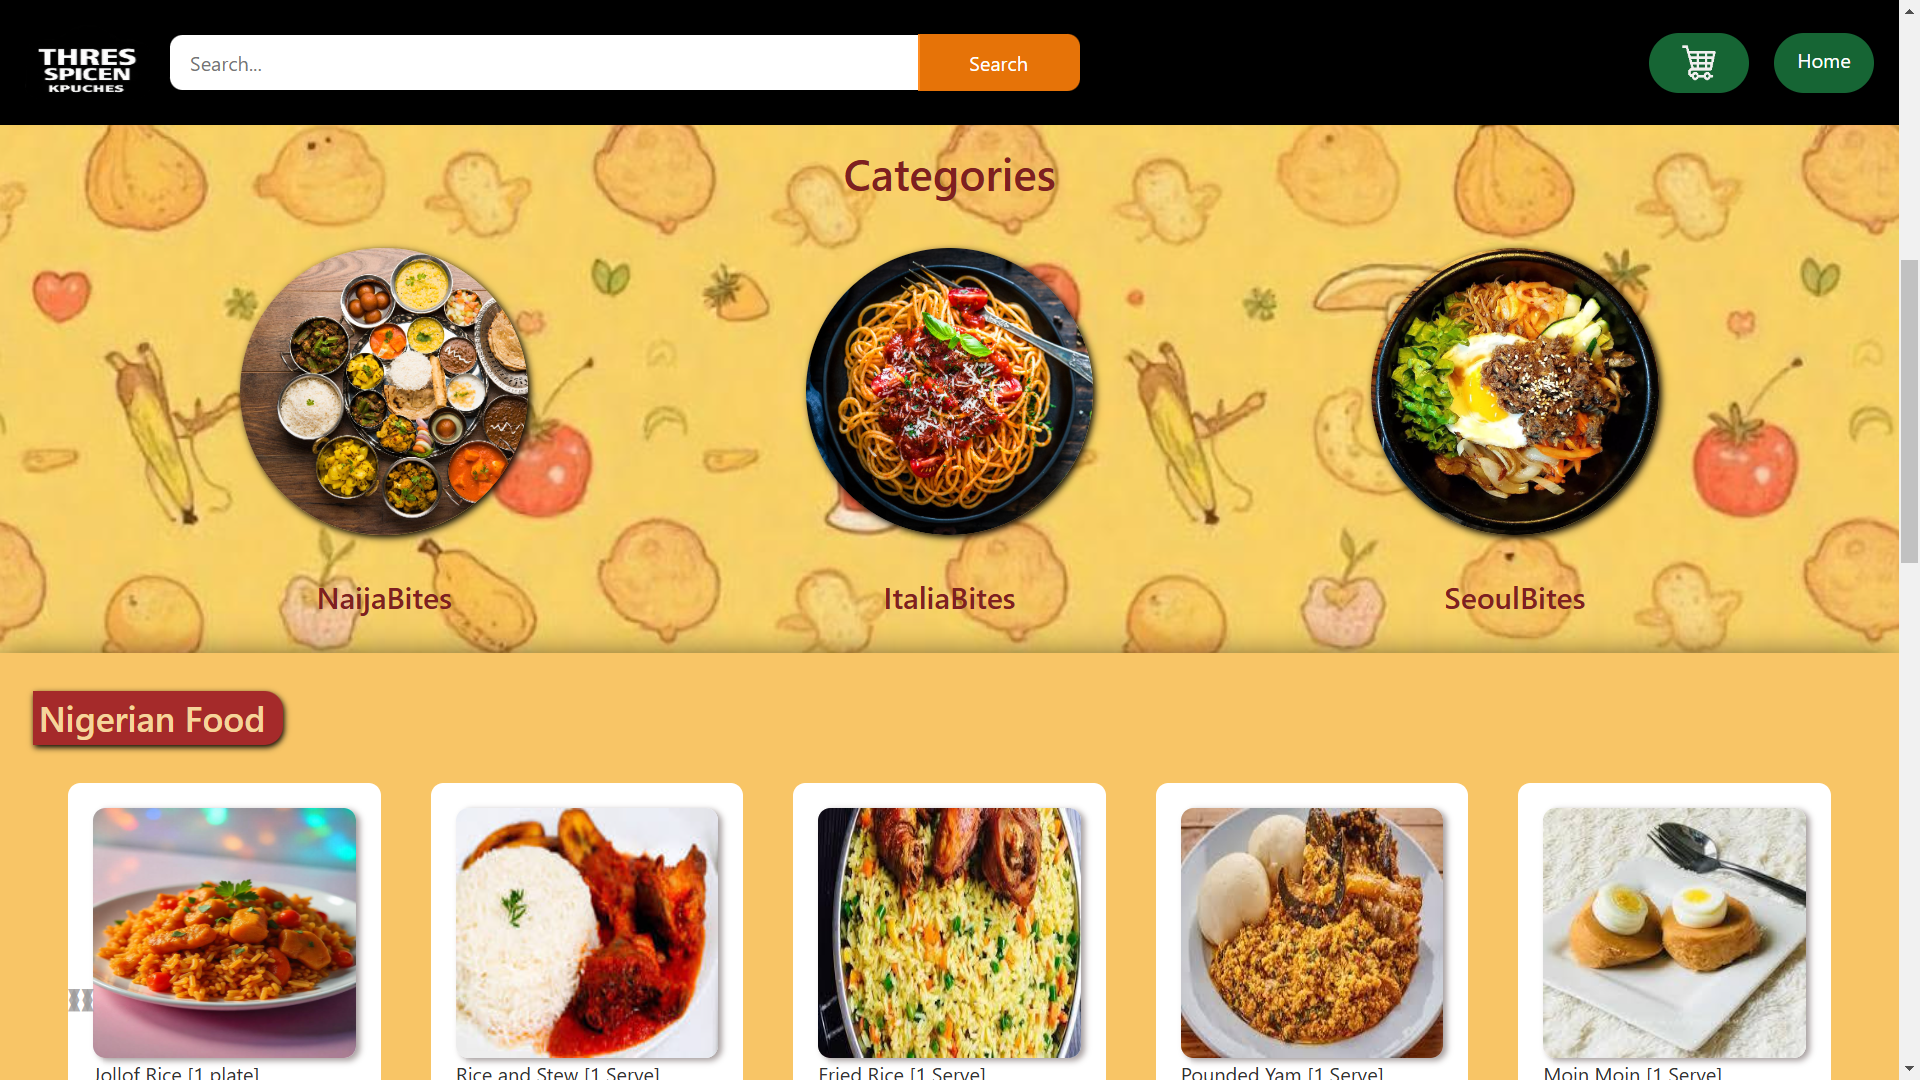 THRES
SPICEN
KPUCHES
Search...
Search
Home
Categories
NaijaBites
ItaliaBites
SeoulBites
Nigerian Food
Jollof Rice [1 plate]
Rice and Stew [1 Serve]
Fried Rice [1 Serve]
Pounded Yam [1 Serve]
Moin Moin [1 Serve]